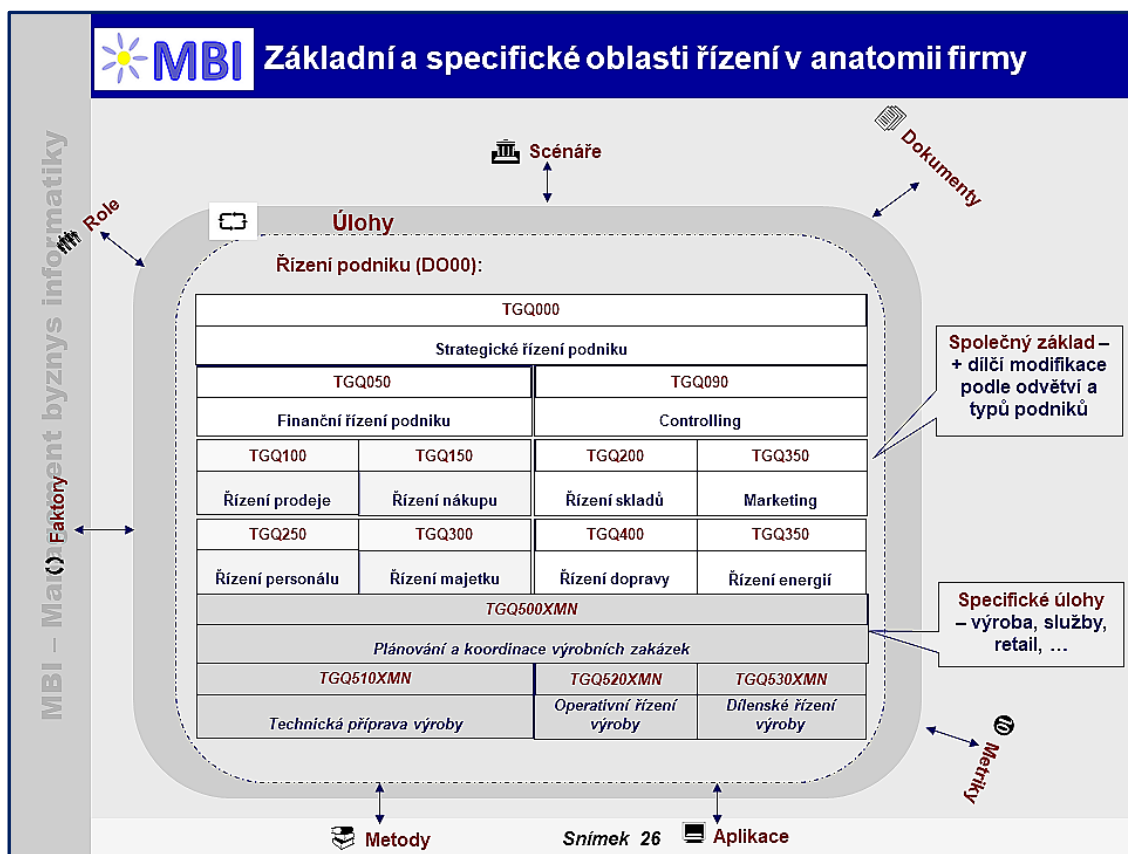 MBI
Základní a specifické oblasti řízení v anatomii firmy
MBI – Management byznys informatiky
Scénáře
Dokumenty
Role
Úlohy
Řízení podniku (DO00):
TGQ000
Strategické řízení podniku
TGQ050
TGQ090
Finanční řízení podniku
Controlling
TGQ100
TGQ150
TGQ200
TGQ350
Řízení prodeje
Řízení nákupu
Řízení skladů
Marketing
TGQ250
TGQ300
TGQ400
TGQ350
Řízení personálu
Řízení majetku
Řízení dopravy
Řízení energií
TGQ500XMN
Plánování a koordinace výrobních zakázek
TGQ510XMN
TGQ520XMN
TGQ530XMN
Technická příprava výroby
Operativní řízení
výroby
Dílenské řízení
výroby
Společný základ –
+ dílčí modifikace
podle odvětví a
typů podniků
Specifické úlohy
– výroba, služby,
retail, …
Faktory
Metriky
Metody
Snímek 26
Aplikace